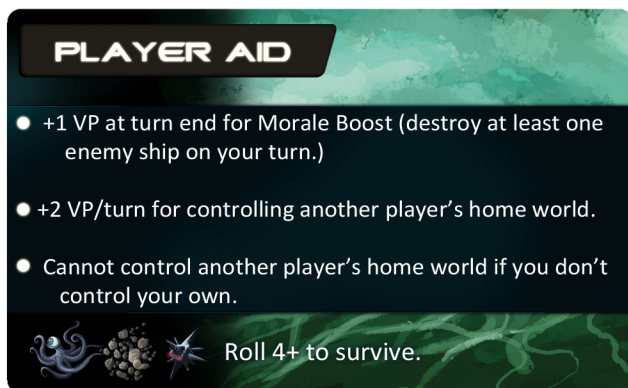 PLAYER AID
+1 VP at turn end for Morale Boost (destroy at least one
enemy ship on your turn.)
+2 VP/turn for controlling another player's home world.
Cannot control another player's home world if you don't
control your own.
Roll 4+ to survive.